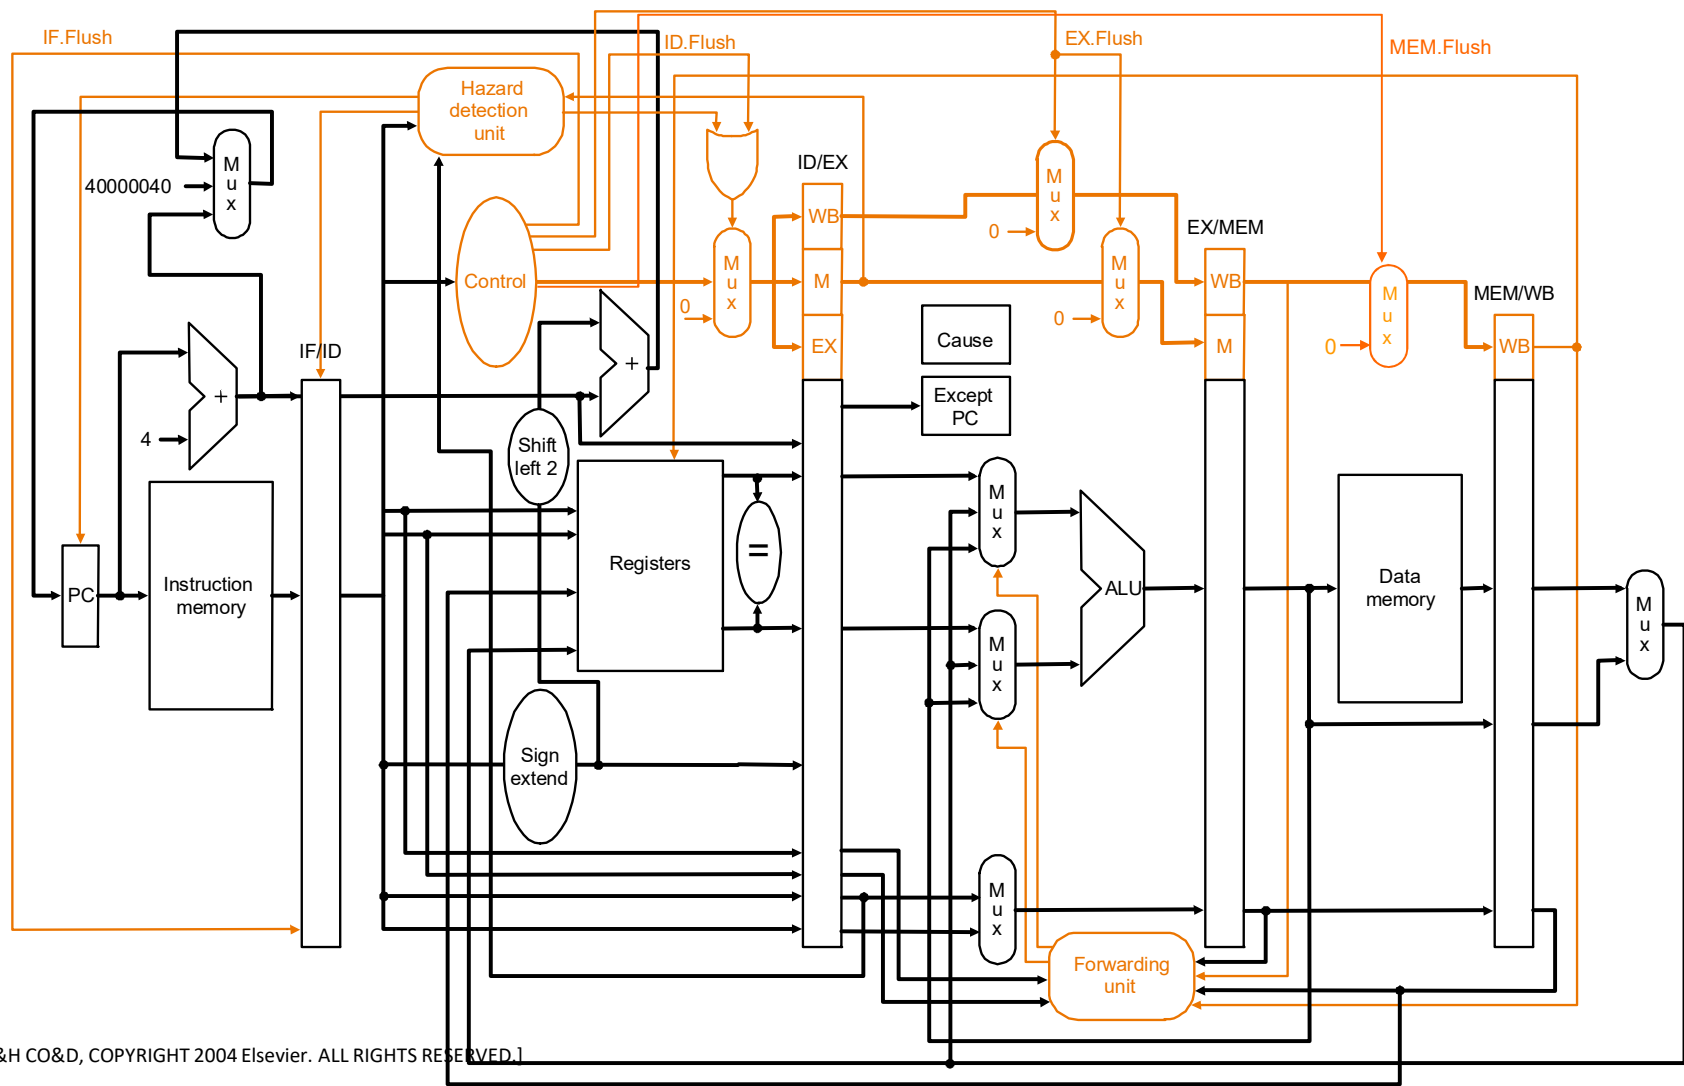 IF.Flush
ID.Flush
EX.Flush
MEM.Flush
Hazard
detection
unit
M
u
x
40000040
ID/EX
WB
M
u
x
0
EX/MEM
Control
M
u
x
0
M
M
u
x
0
WB
M
u
x
0
MEM/WB
WB
EX
Cause
M
IF/ID
+
+
4
Except
PC
Shift
left 2
M
u
x
PC
Instruction
memory
Registers
=
ALU
Data
memory
M
u
x
M
u
x
Sign
extend
M
u
x
Forwarding
unit
&H CO&D, COPYRIGHT 2004 Elsevier. ALL RIGHTS RESERVED.]